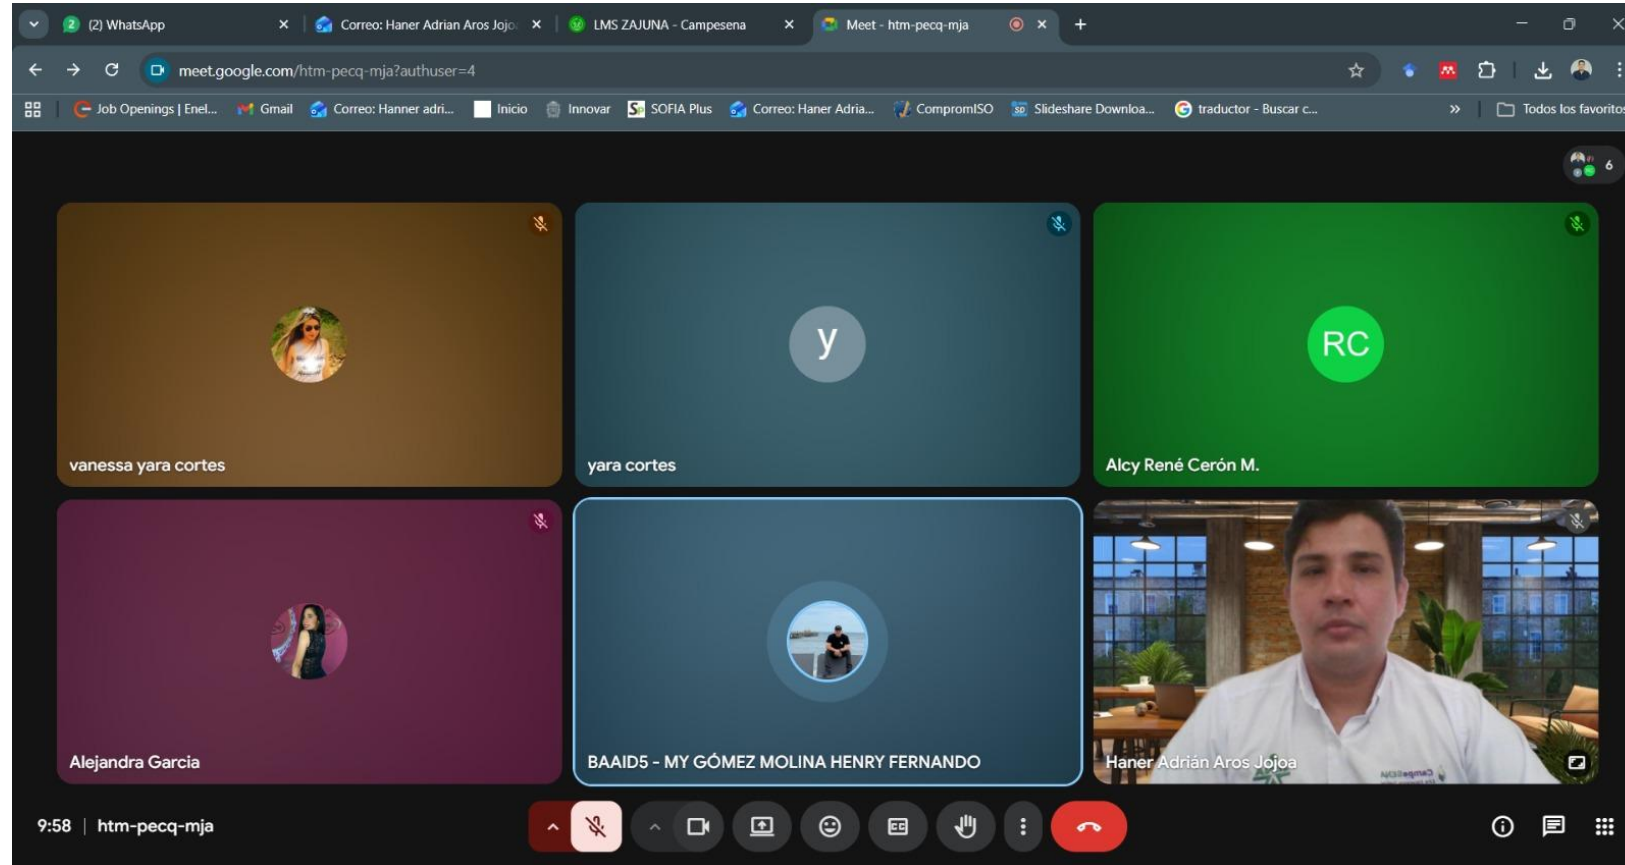 2 (2) WhatsApp
Correo: Haner Adrian Aros Jojo
LMS ZAJUNA - Campesena
Meet - htm-pecq-mja
meet.google.com/htm-pecq-mja?authuser=4
Job Openings | Enel...
Gmail
Correo: Hanner adri...
Inicio
Innovar
SOFIA Plus
Correo: Haner Adria...
CompromISO
Slideshare Downloa...
traductor - Buscar c...
»
Todos los favoritos
6
y
RC
vanessa yara cortes
yara cortes
Alcy René Cerón M.
Alejandra Garcia
BAAID5 - MY GÓMEZ MOLINA HENRY FERNANDO
Haner Adrián Aros Jojoa
9:58 | htm-pecq-mja